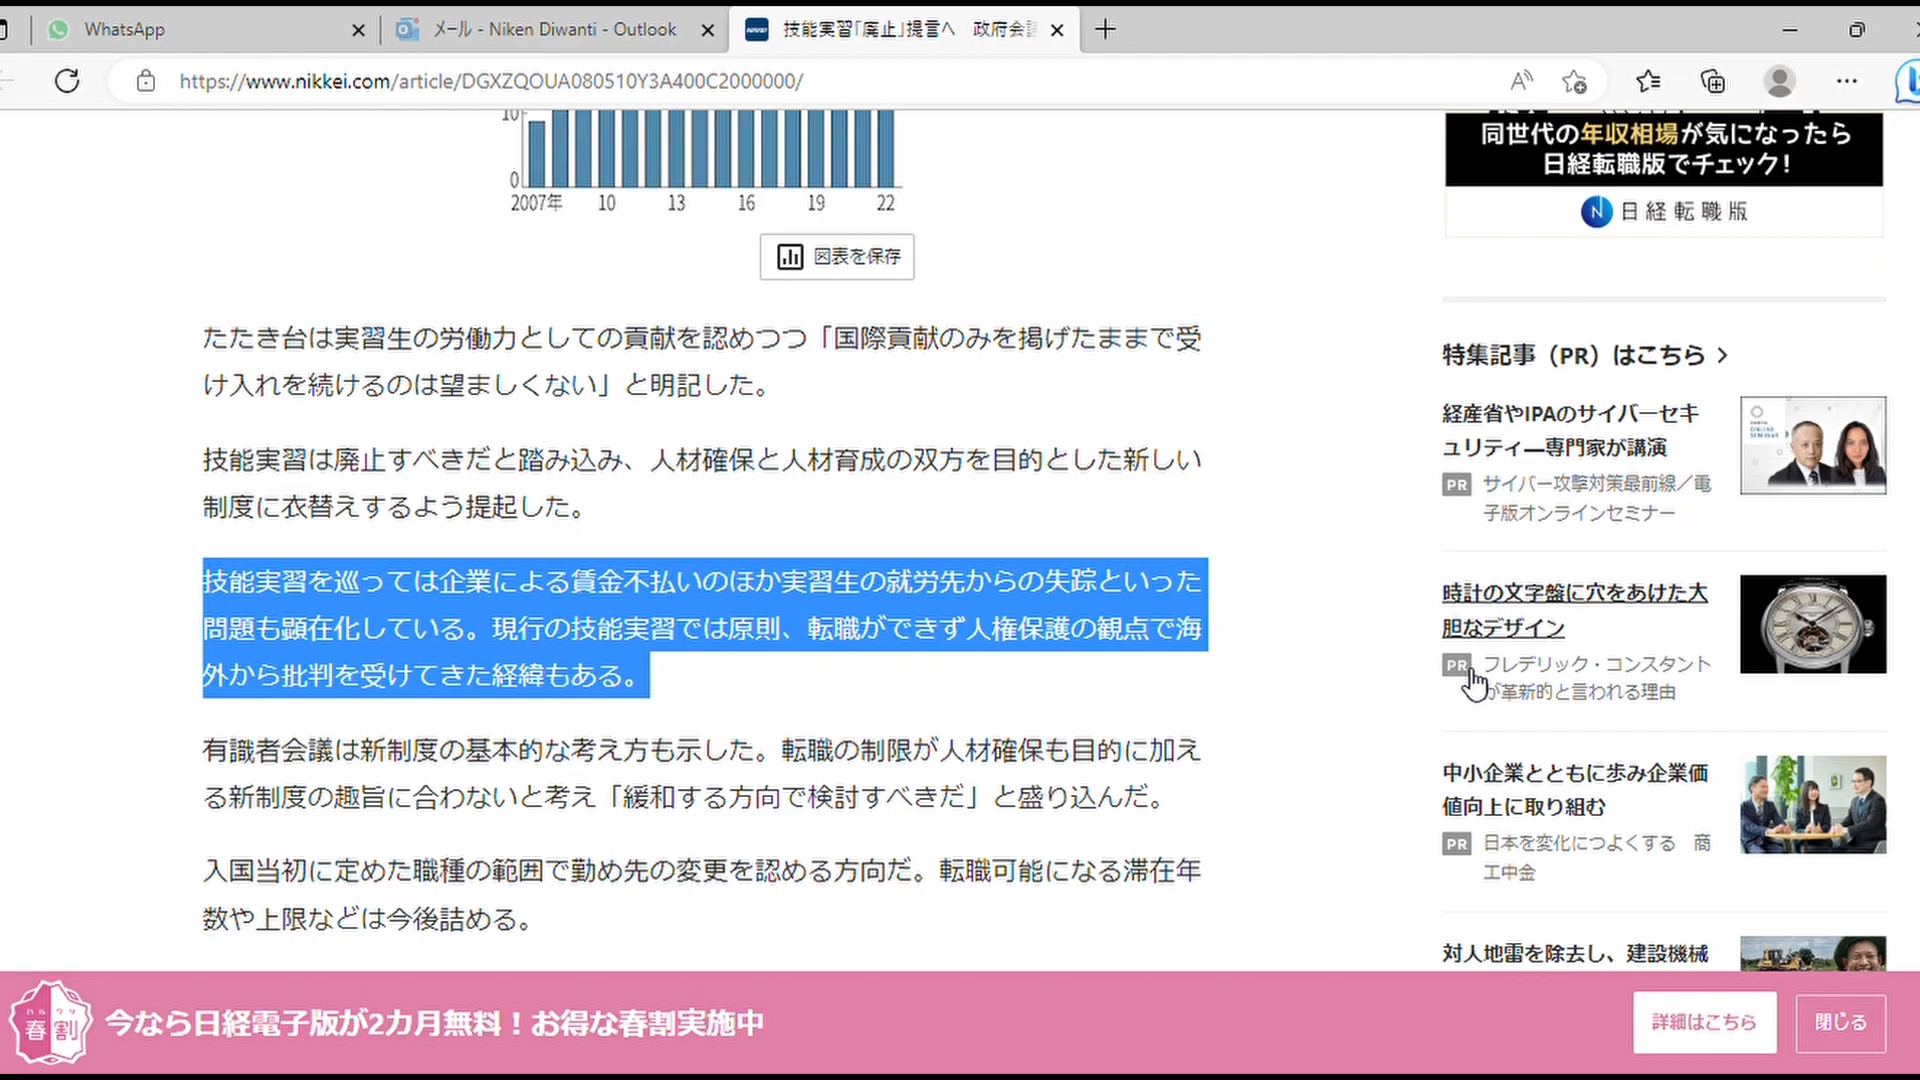 WhatsApp
メール - Niken Diwanti - Outlook
技能実習「廃止」提言へ 政府会議
https://www.nikkei.com/article/DGXZQOUA080510Y3A400C2000000/
10
0
2007年 10 13 16 19 22
図表を保存
たたき台は実習生の労働力としての貢献を認めつつ「国際貢献のみを掲げたままで受
け入れを続けるのは望ましくない」と明記した。
技能実習は廃止すべきだと踏み込み、人材確保と人材育成の双方を目的とした新しい
制度に衣替えするよう提起した。
技能実習を巡っては企業による賃金不払いのほか実習生の就労先からの失踪といった
問題も顕在化している。現行の技能実習では原則、転職ができず人権保護の観点で海
外から批判を受けてきた経緯もある。
有識者会議は新制度の基本的な考え方も示した。転職の制限が人材確保も目的に加え
る新制度の趣旨に合わないと考え「緩和する方向で検討すべきだ」と盛り込んだ。
入国当初に定めた職種の範囲で勤め先の変更を認める方向だ。転職可能になる滞在年
数や上限などは今後詰める。
同世代の年収相場が気になったら
日経転職版でチェック！
N 日経転職版
特集記事（PR）はこちら
経産省やIPAのサイバーセキ
ュリティー専門家が講演
PR サイバー攻撃対策最前線／電
子版オンラインセミナー
時計の文字盤に穴をあけた大
胆なデザイン
PR フレデリック・コンスタント
が革新的と言われる理由
中小企業とともに歩み企業価
値向上に取り組む
PR 日本を変化につよくする 商
工中金
対人地雷を除去し、建設機械
ハルワリ
春割
今なら日経電子版が2カ月無料！お得な春割実施中
詳細はこちら
閉じる